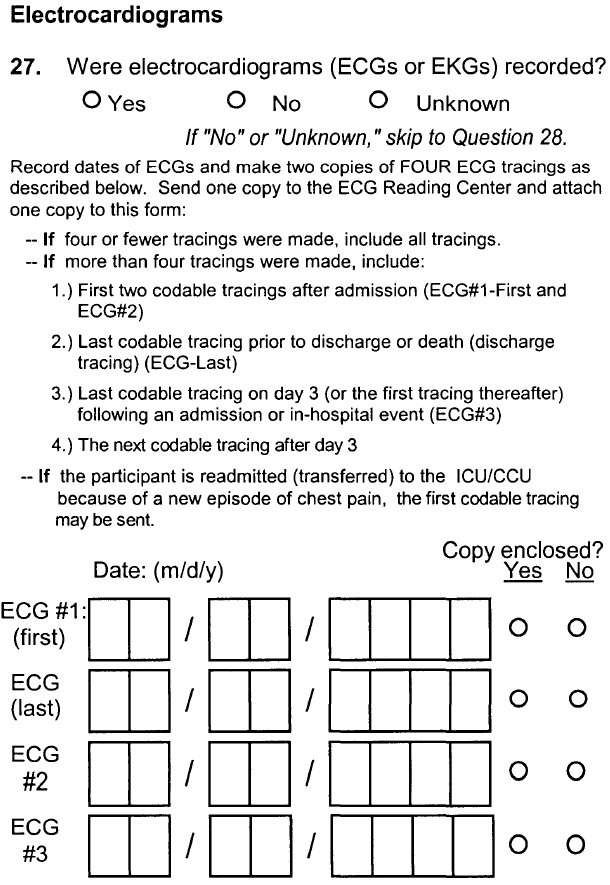 Electrocardiograms
27. Were electrocardiograms (ECGs or EKGs) recorded?
Yes No Unknown
If "No" or "Unknown," skip to Question 28.
Record dates of ECGs and make two copies of FOUR ECG tracings as
described below. Send one copy to the ECG Reading Center and attach
one copy to this form:
-- If four or fewer tracings were made, include all tracings.
-- If more than four tracings were made, include:
1.) First two codable tracings after admission (ECG#1-First and
ECG#2)
2.) Last codable tracing prior to discharge or death (discharge
tracing) (ECG-Last)
3.) Last codable tracing on day 3 (or the first tracing thereafter)
following an admission or in-hospital event (ECG#3)
4.) The next codable tracing after day 3
-- If the participant is readmitted (transferred) to the ICU/CCU
because of a new episode of chest pain, the first codable tracing
may be sent.
Copy enclosed?
Date: (m/d/y) Yes No
ECG #1:
(first) / /
ECG
(last) / /
ECG
#2 / /
ECG
#3 / /